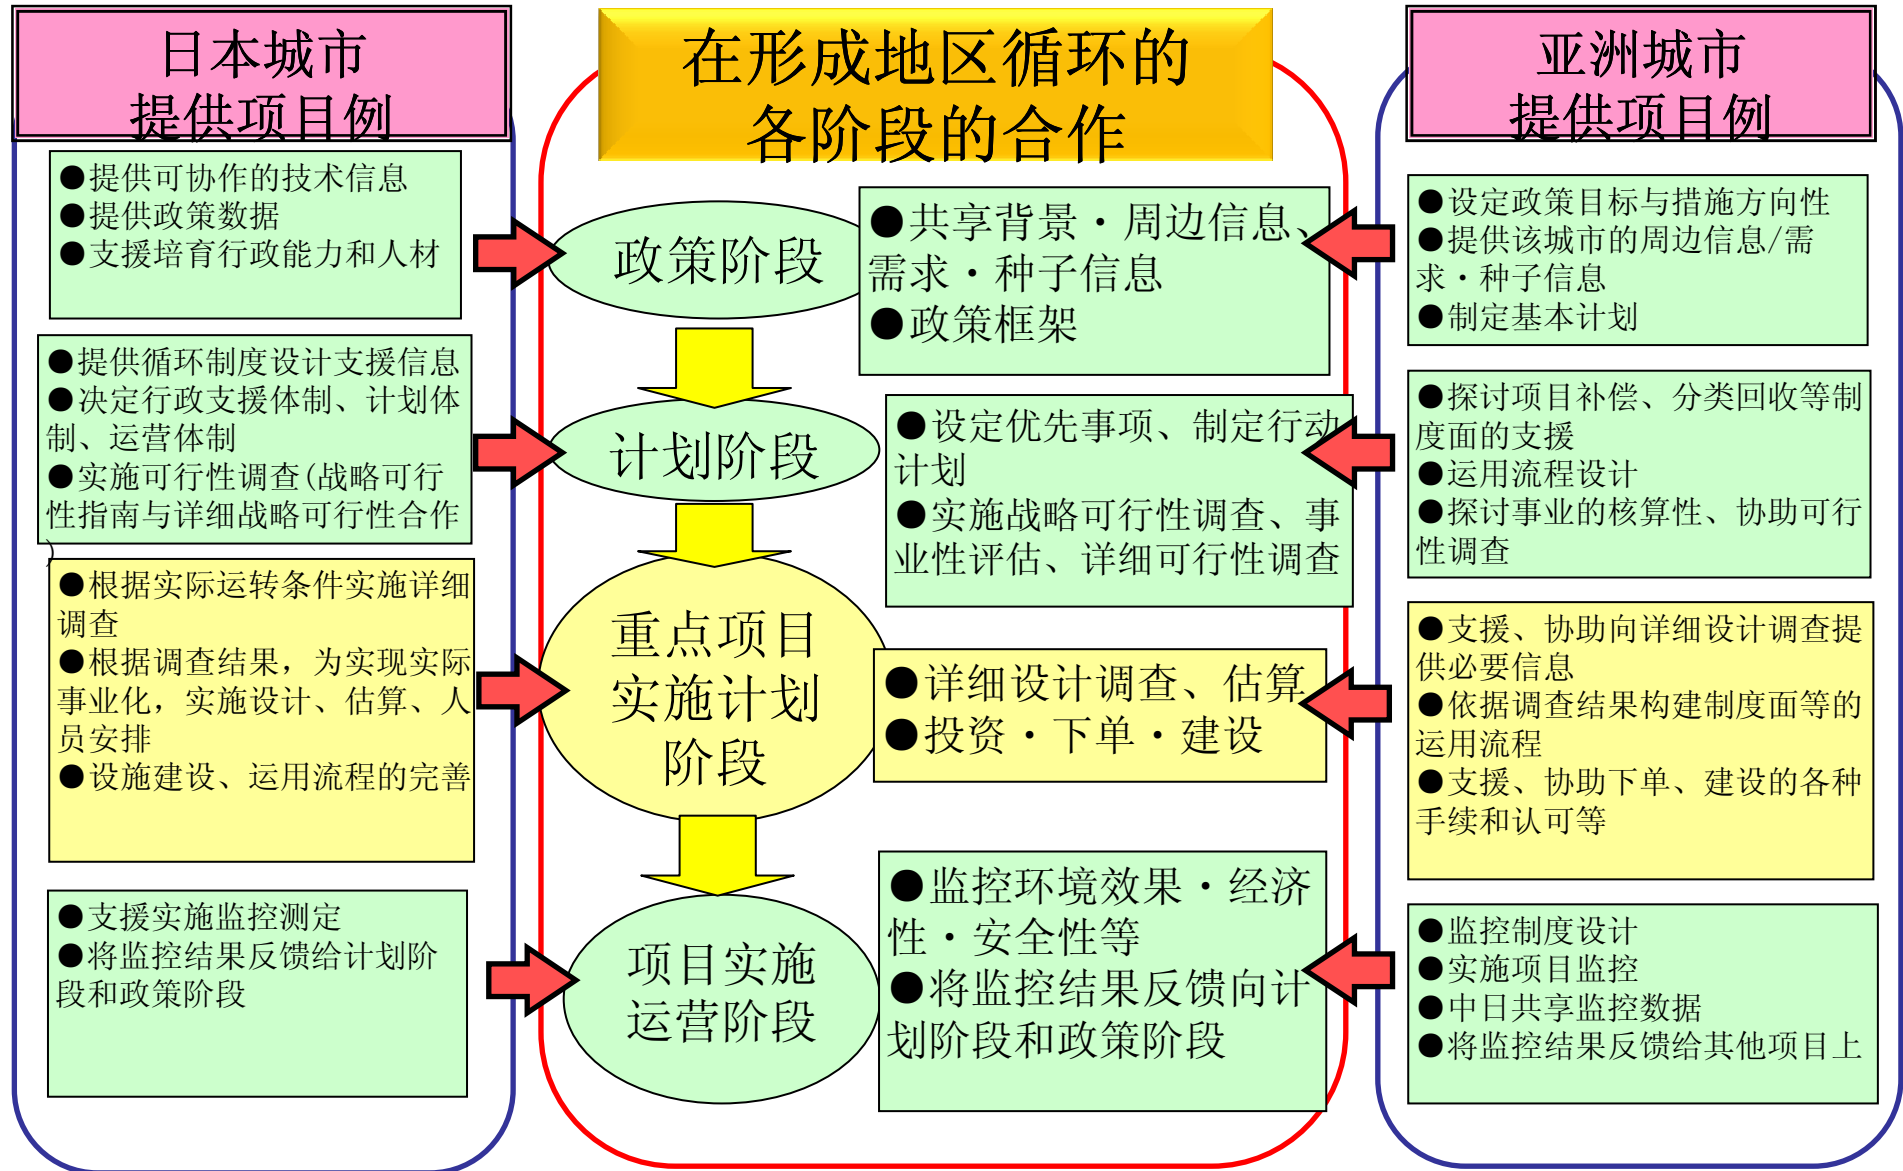 日本城市
提供项目例
●提供可协作的技术信息
●提供政策数据
●支援培育行政能力和人材
●提供循环制度设计支援信息
●决定行政支援体制、计划体
制、运营体制
●实施可行性调查(战略可行
性指南与详细战略可行性合作
)
●根据实际运转条件实施详细
调查
●根据调查结果，为实现实际
事业化，实施设计、估算、人
员安排
●设施建设、运用流程的完善
●支援实施监控测定
●将监控结果反馈给计划阶
段和政策阶段
在形成地区循环的
各阶段的合作
政策阶段
●共享背景・周边信息、
需求・种子信息
●政策框架
计划阶段
●设定优先事项、制定行动
计划
●实施战略可行性调查、事
业性评估、详细可行性调查
重点项目
实施计划
阶段
●详细设计调查、估算
●投资・下单・建设
项目实施
运营阶段
●监控环境效果・经济
性・安全性等
●将监控结果反馈向计
划阶段和政策阶段
亚洲城市
提供项目例
●设定政策目标与措施方向性
●提供该城市的周边信息/需
求・种子信息
●制定基本计划
●探讨项目补偿、分类回收等制
度面的支援
●运用流程设计
●探讨事业的核算性、协助可行
性调查
●支援、协助向详细设计调查提
供必要信息
●依据调查结果构建制度面等的
运用流程
●支援、协助下单、建设的各种
手续和认可等
●监控制度设计
●实施项目监控
●中日共享监控数据
●将监控结果反馈给其他项目上